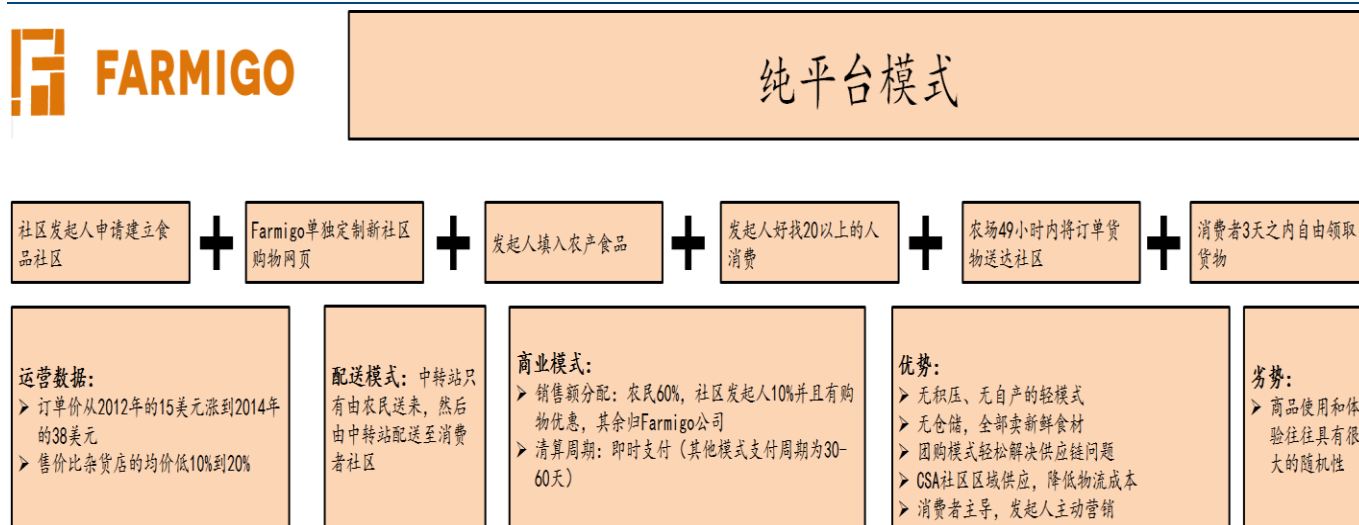 FARMIGO
纯平台模式
社区发起人申请建立食
品社区
+
Farmigo单独定制新社区
购物网页
+
发起人填入农产食品
+
发起人好找20以上的人
消费
+
农场49小时内将订单货
物送达社区
+
消费者3天之内自由领取
货物
运营数据:
➢ 订单价从2012年的15美元涨到2014年
的38美元
➢ 售价比杂货店的均价低10%到20%
配送模式: 中转站只
有由农民送来, 然后
由中转站配送至消费
者社区
商业模式:
➢ 销售额分配: 农民60%, 社区发起人10%并且有购
物优惠, 其余归Farmigo公司
➢ 清算周期: 即时支付 (其他模式支付周期为30-
60天)
优势:
➢ 无积压、无自产的轻模式
➢ 无仓储, 全部卖新鲜食材
➢ 团购模式轻松解决供应链问题
➢ CSA社区区域供应, 降低物流成本
➢ 消费者主导, 发起人主动营销
劣势:
➢ 商品使用和体
验往往具有很
大的随机性